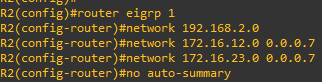 R2(config)#router eigrp 1
R2(config-router)#network 192.168.2.0
R2(config-router)#network 172.16.12.0 0.0.0.7
R2(config-router)#network 172.16.23.0 0.0.0.7
R2(config-router)#no auto-summary